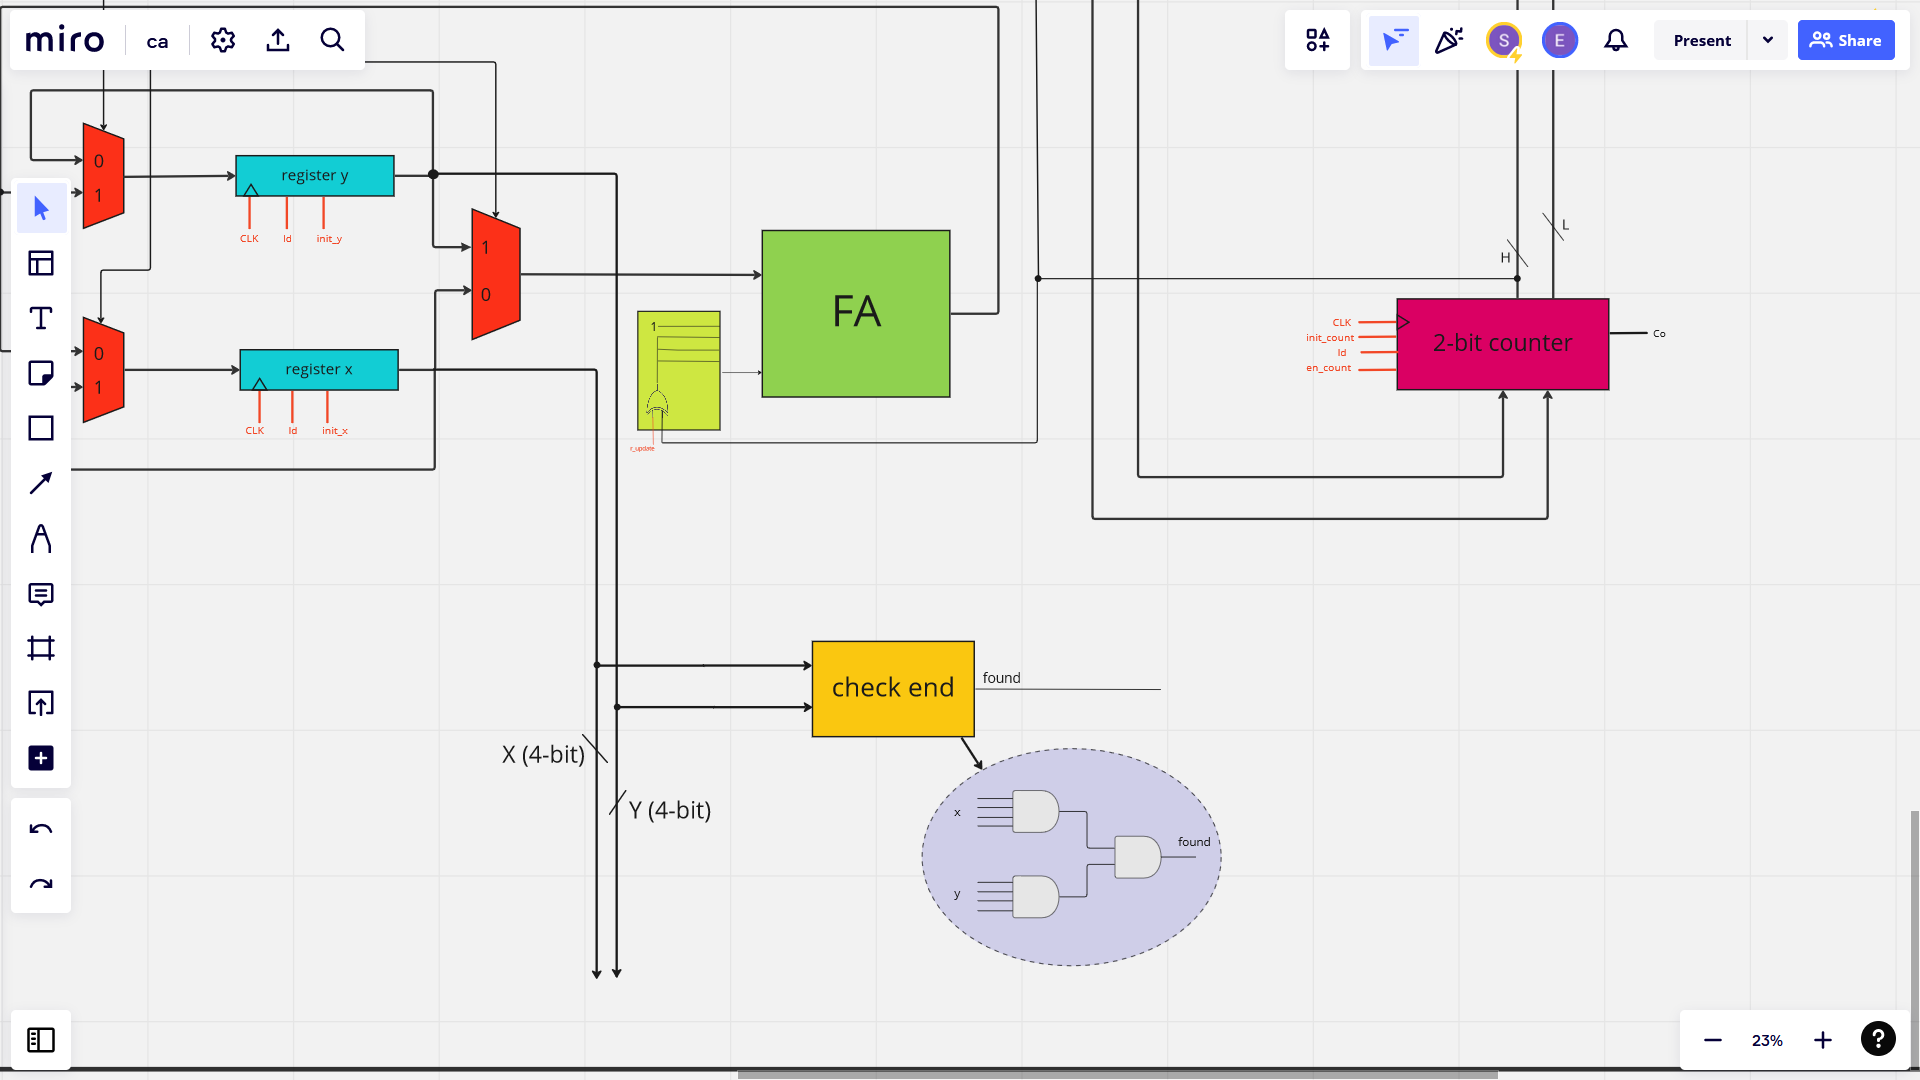 miro
ca
S
E
Present
Share
0
1
register y
CLK
ld
init_y
1
0
FA
1
r_update
H
L
CLK
init_count
ld
en_count
2-bit counter
Co
0
1
register x
CLK
ld
init_x
check end
found
X (4-bit)
Y (4-bit)
x
y
found
23%
?